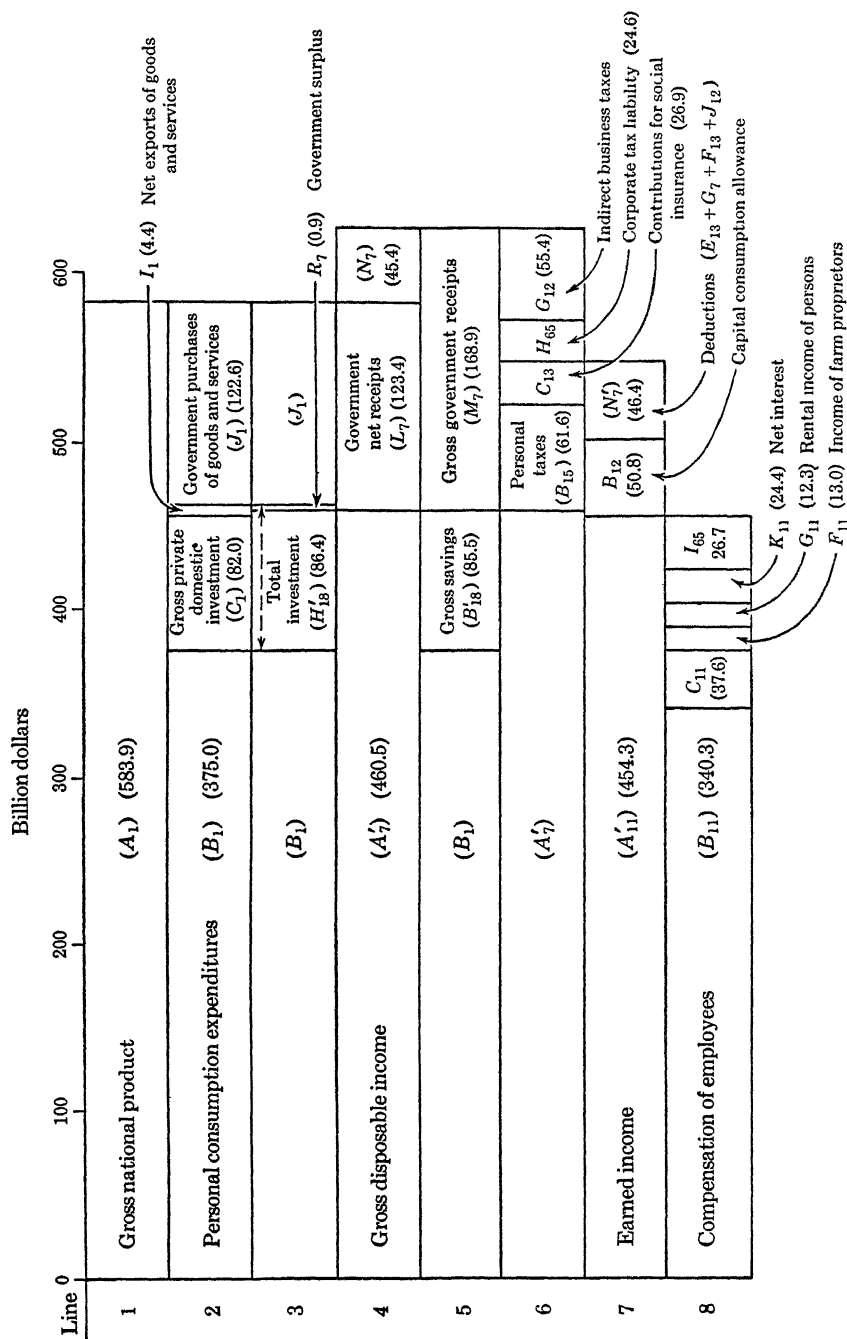 Billion dollars
Line
0
100
200
300
400
500
600
I₁ (4.4) Net exports of goods
and services
1
Gross national product
(A₁) (583.9)
2
Personal consumption expenditures
(B₁) (375.0)
Gross private
domestic
investment
(C₁) (82.0)
Government purchases
of goods and services
(J₁) (122.6)
3
(B₁)
Total
investment
(H′₁₈) (86.4)
(J₁)
R₇ (0.9) Government surplus
4
Gross disposable income
(A′₇) (460.5)
Government
net receipts
(L₇) (123.4)
(N₇)
(45.4)
5
(B₁)
Gross savings
(B′₁₈) (85.5)
Gross government receipts
(M₇) (168.9)
6
(A′₇)
Personal
taxes
(B₁₅) (61.6)
C₁₃
H₆₅
G₁₂ (55.4)
Indirect business taxes
Corporate tax liability (24.6)
Contributions for social
insurance (26.9)
7
Earned income
(A′₁₁) (454.3)
B₁₂
(50.8)
(N′₇)
(46.4)
Deductions (E₁₃ + G₇ + F₁₃ + J₁₂)
Capital consumption allowance
8
Compensation of employees
(B₁₁) (340.3)
C₁₁
(37.6)
I₆₅
26.7
K₁₁ (24.4) Net interest
G₁₁ (12.3) Rental income of persons
F₁₁ (13.0) Income of farm proprietors